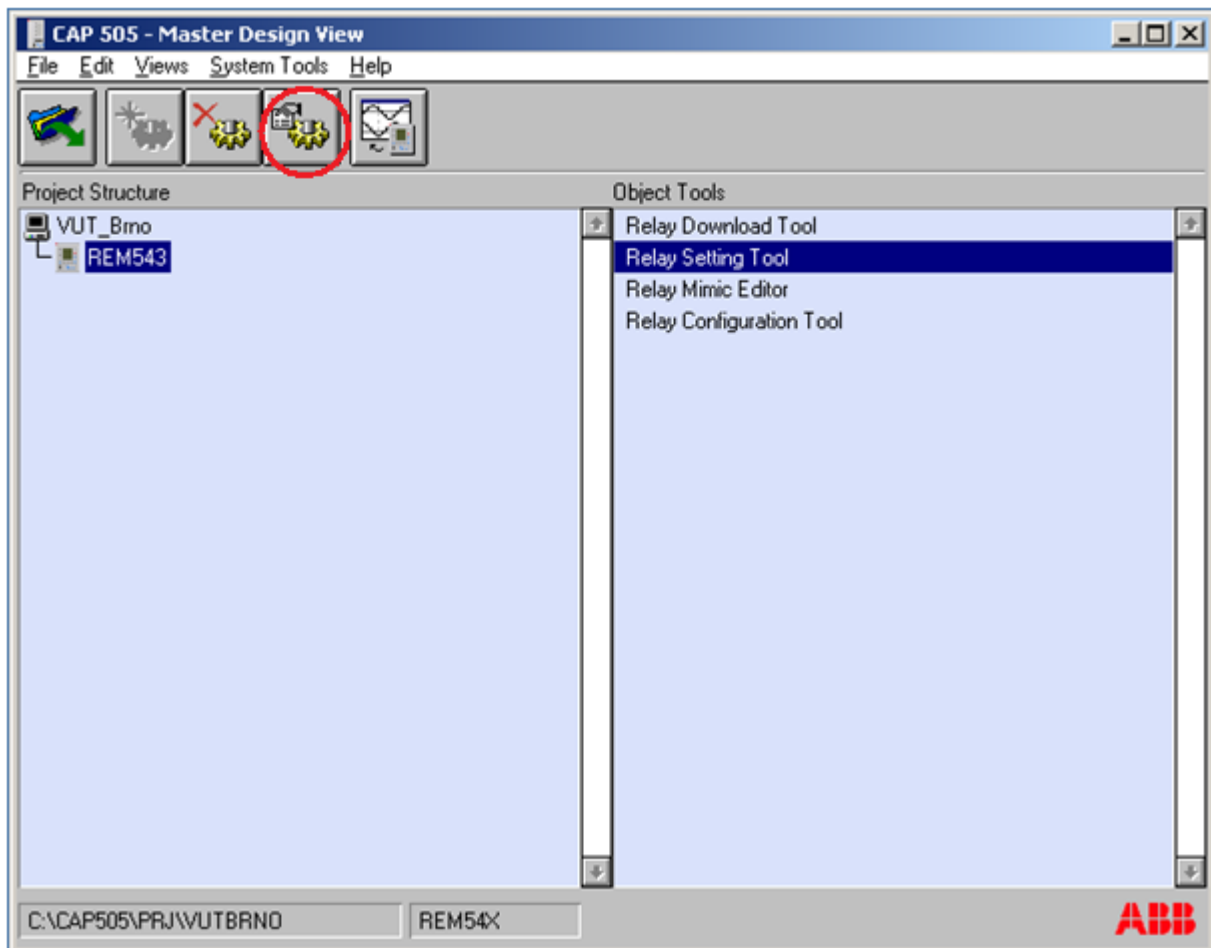 CAP 505 - Master Design View
File Edit Views System Tools Help
Project Structure
VUT_Brno
REM543
Object Tools
Relay Download Tool
Relay Setting Tool
Relay Mimic Editor
Relay Configuration Tool
C:\CAP505\PRJ\VUTBRNO
REM54X
ABB